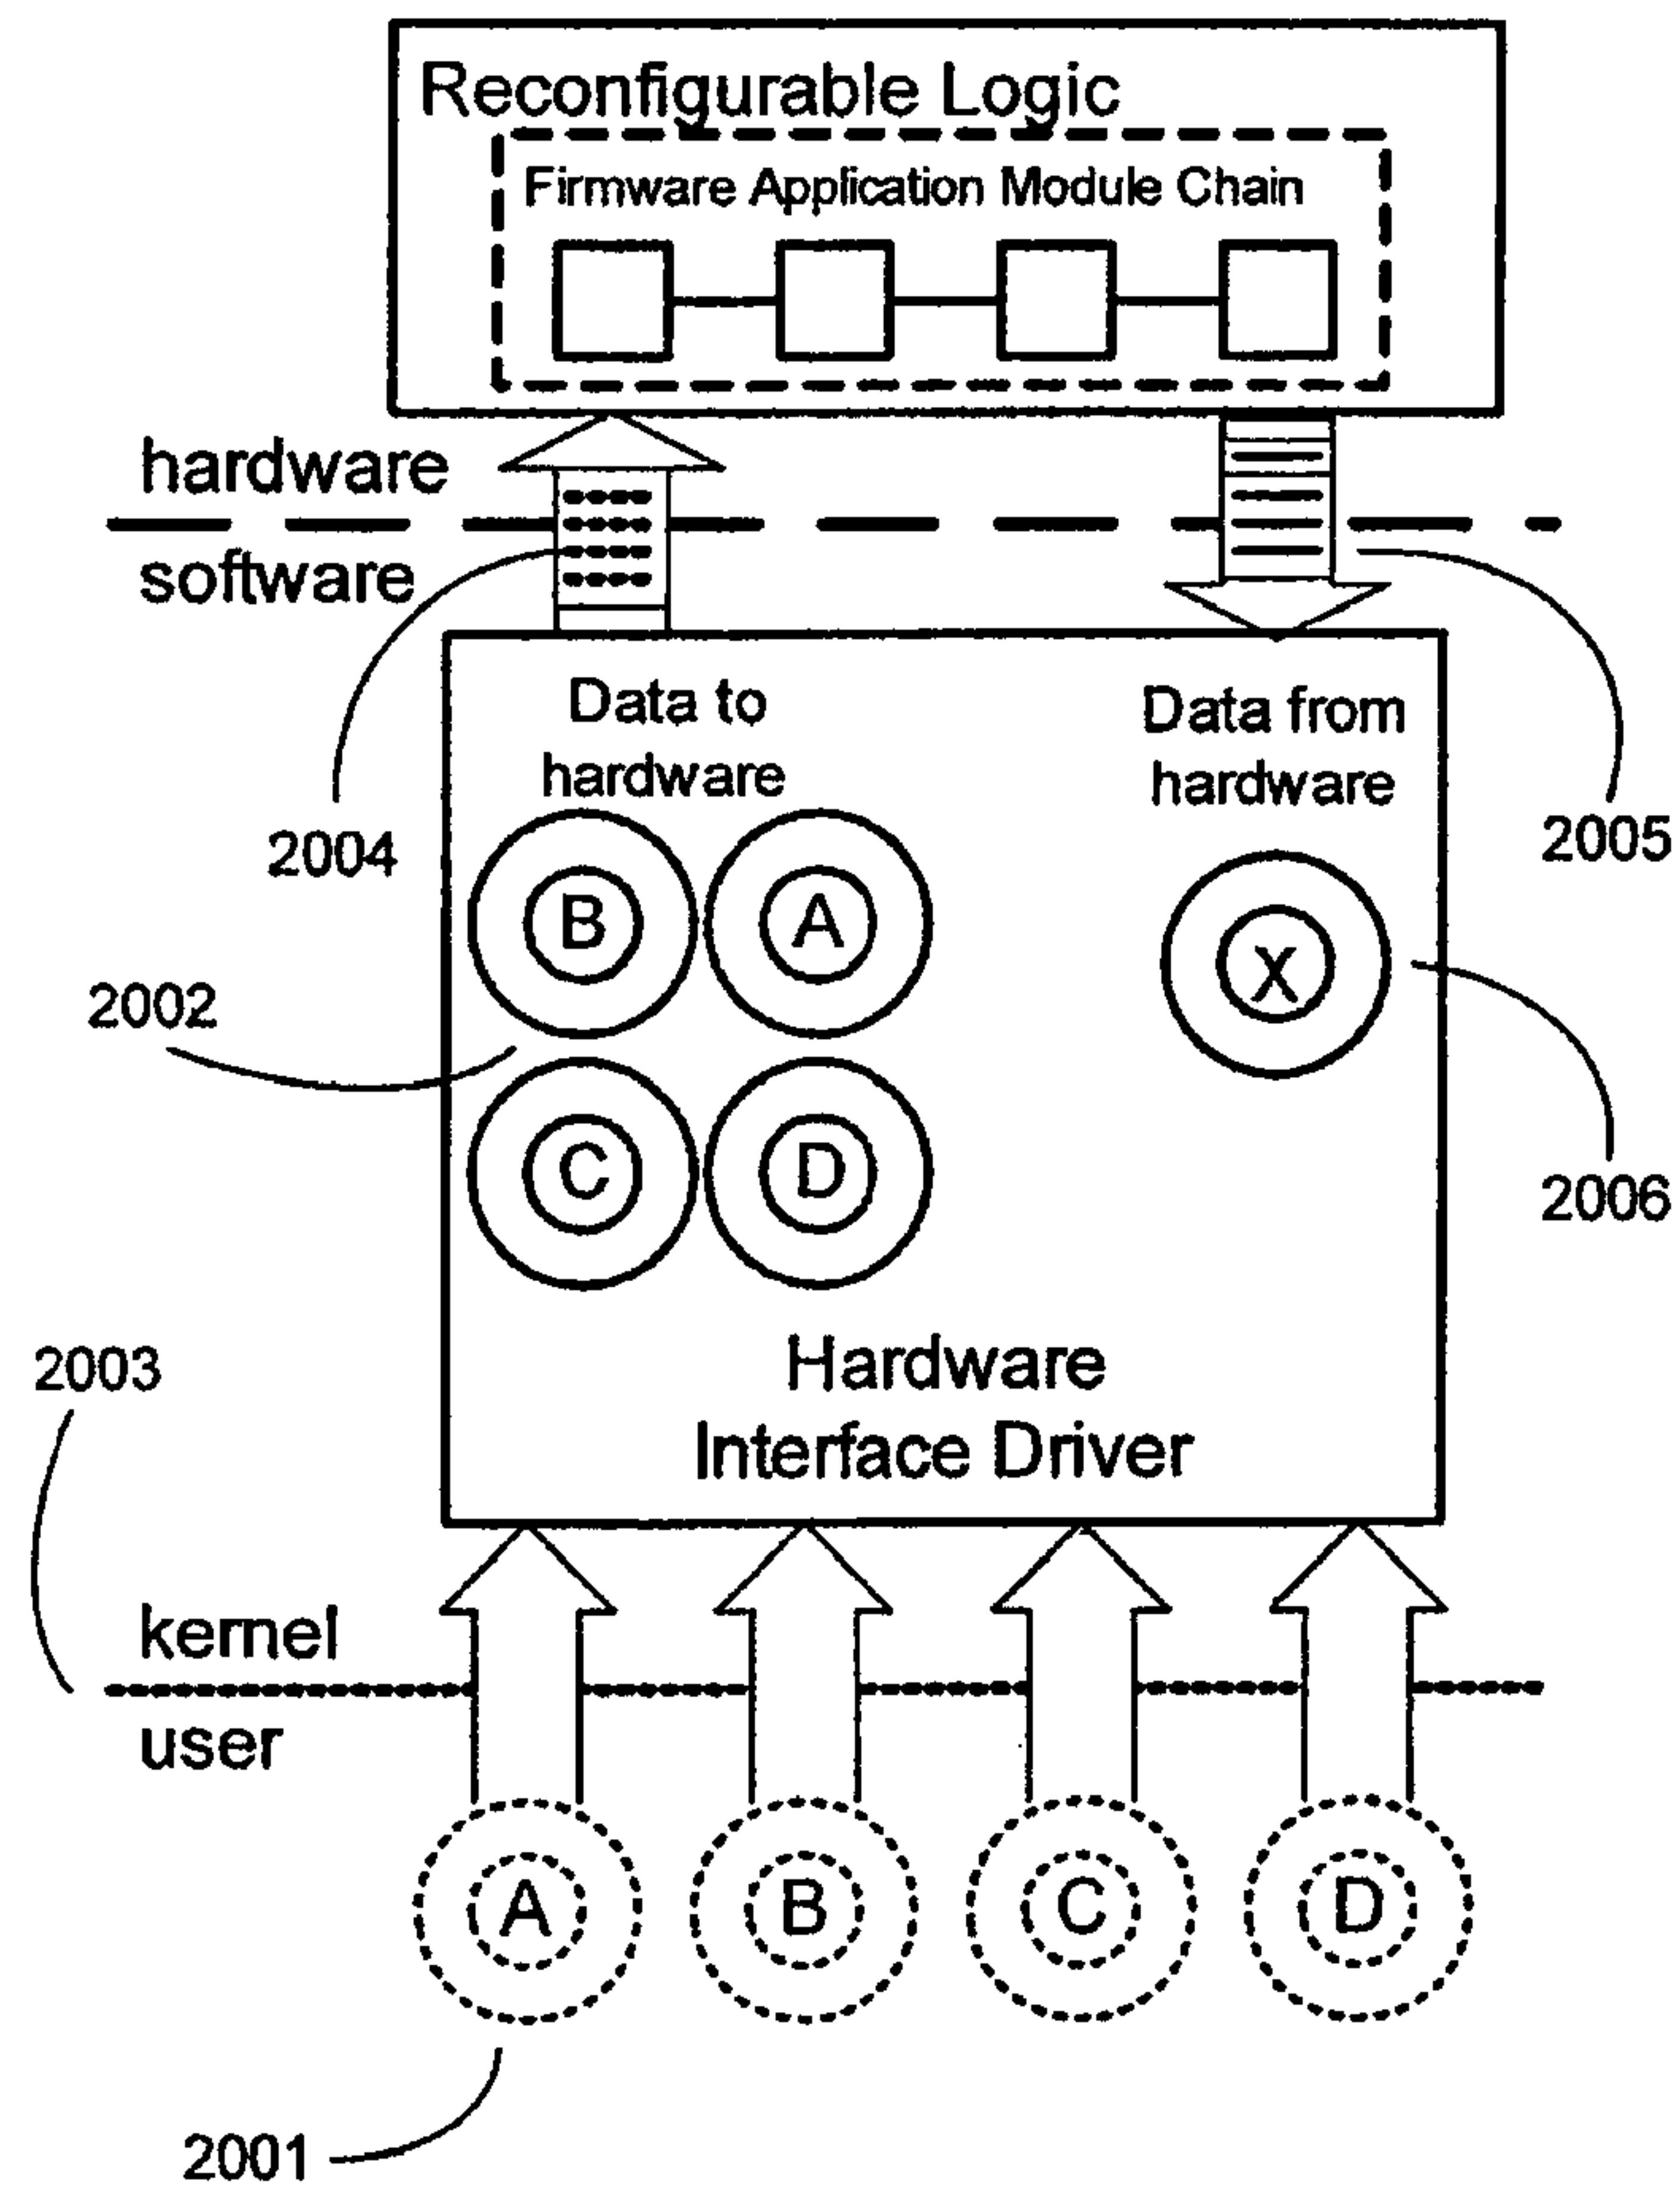 Reconfigurable Logic
Firmware Application Module Chain
hardware
software
Data to
hardware
Data from
hardware
2004
2005
B
A
X
2002
C
D
2006
Hardware
Interface Driver
2003
kernel
user
A
B
C
D
2001